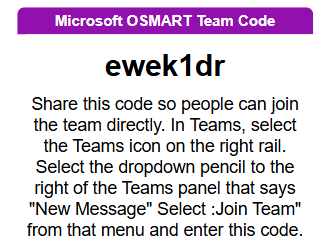 Microsoft OSMART Team Code
ewek1dr
Share this code so people can join
the team directly. In Teams, select
the Teams icon on the right rail.
Select the dropdown pencil to the
right of the Teams panel that says
"New Message" Select :Join Team"
from that menu and enter this code.